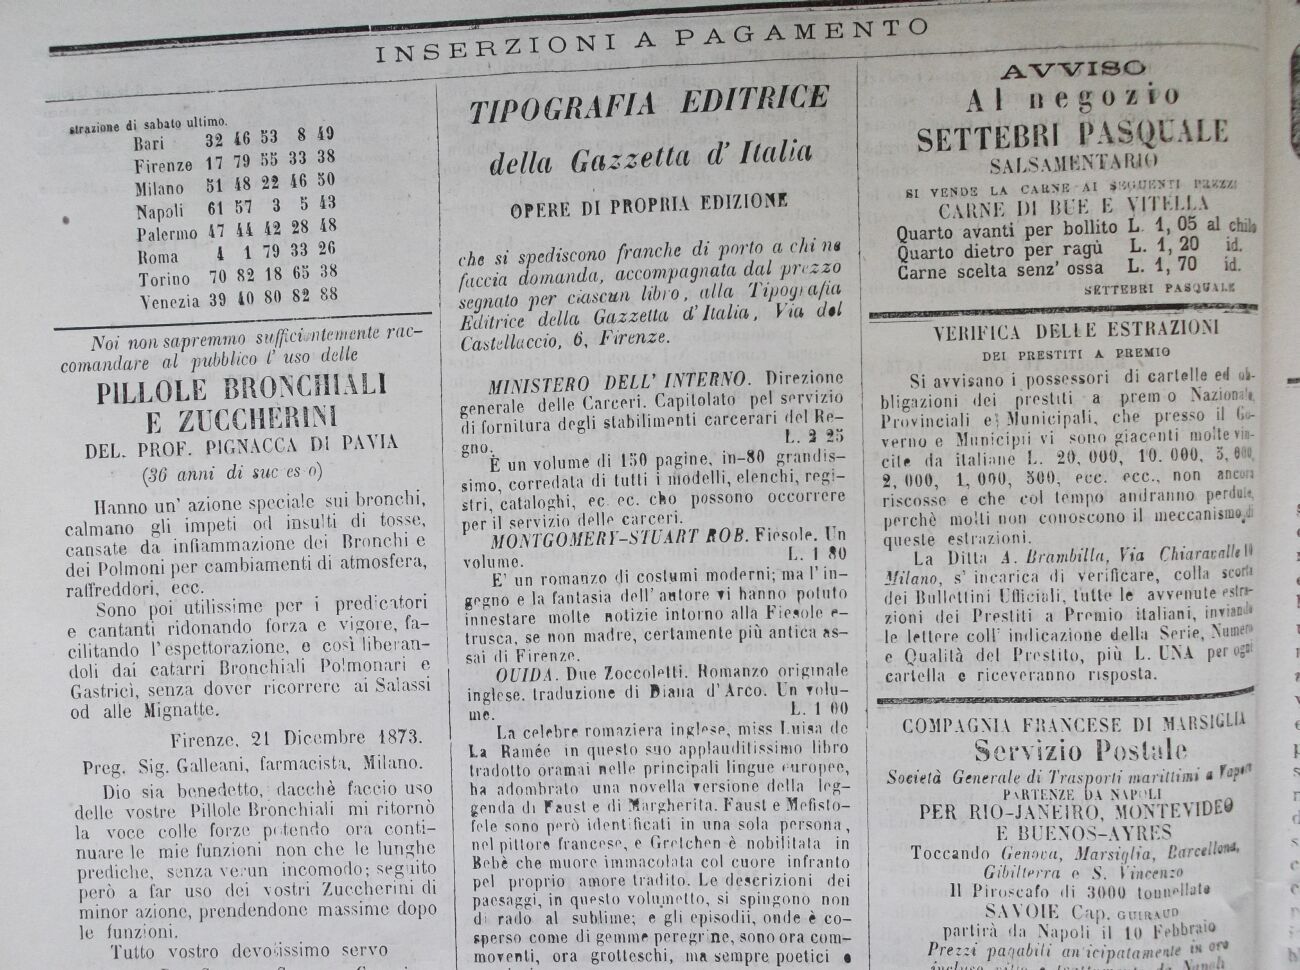 INSERZIONI A PAGAMENTO
strazione di sabato ultimo.
Bari 32 46 53 8 49
Firenze 17 79 55 33 38
Milano 51 48 22 46 50
Napoli 61 57 3 5 43
Palermo 47 44 42 28 48
Roma 4 1 79 33 26
Torino 70 82 18 65 38
Venezia 39 40 80 82 88
Noi non sapremmo sufficientemente rac-
comandare al pubblico l' uso delle
PILLOLE BRONCHIALI
E ZUCCHERINI
DEL PROF. PIGNACCA DI PAVIA
(36 anni di suc es o)
Hanno un' azione speciale sui bronchi,
calmano gli impeti od insulti di tosse,
cansate da infiammazione dei Bronchi e
dei Polmoni per cambiamenti di atmosfera,
raffreddori, ecc.
Sono poi utilissime per i predicatori
e cantanti ridonando forza e vigore, fa-
cilitando l'espettorazione, e così liberan-
doli dai catarri Bronchiali Polmonari e
Gastrici, senza dover ricorrere ai Salassi
od alle Mignatte.
Firenze, 21 Dicembre 1873.
Preg. Sig. Galleani, farmacista, Milano.
Dio sia benedetto, dacchè faccio uso
delle vostre Pillole Bronchiali mi ritornò
la voce colle forze potendo ora conti-
nuare le mie funzioni non che le lunghe
prediche, senza verun incomodo; seguito
però a far uso dei vostri Zuccherini di
minor azione, prendendone massime dopo
le funzioni.
Tutto vostro devotissimo servo
TIPOGRAFIA EDITRICE
della Gazzetta d' Italia
OPERE DI PROPRIA EDIZIONE
che si spediscono franche di porto a chi ne
faccia domanda, accompagnata dal prezzo
segnato per ciascun libro, alla Tipografia
Editrice della Gazzetta d'Italia, Via del
Castellaccio, 6, Firenze.
MINISTERO DELL' INTERNO. Direzione
generale delle Carceri. Capitolato pel servizio
di fornitura degli stabilimenti carcerari del Re-
gno. L. 2 25
È un volume di 150 pagine, in-80 grandis-
simo, corredata di tutti i modelli, elenchi, regi-
stri, cataloghi, ec. ec. cho possono occorrere
per il servizio delle carceri.
MONTGOMERY-STUART ROB. Fiesole. Un
volume. L. 1 80
E' un romanzo di costumi moderni; ma l'in-
gegno e la fantasia dell'autore vi hanno potuto
innestare molte notizie intorno alla Fiesole e-
trusca, se non madre, certamente più antica as-
sai di Firenze.
OUIDA. Due Zoccoletti. Romanzo originale
inglese. traduzione di Diana d'Arco. Un volu-
me. L. 1 00
La celebre romaziera inglese, miss Luisa de
La Ramée in questo suo applauditissimo libro
tradotto oramai nelle principali lingue europee,
ha adombrato una novella versione della leg-
genda di Faust e di Margherita. Faust e Mefisto-
fele sono però identificati in una sola persona,
nel pittore francese, e Gretchen è nobilitata in
Bebè che muore immacolata col cuore infranto
pel proprio amore tradito. Le descrizioni dei
paesaggi, in questo volumetto, si spingono non
di rado al sublime; e gli episodii, onde è co-
sperso come di gemme peregrine, sono ora com-
moventi, ora grotteschi, ma sempre poetici e
AVVISO
Al negozio
SETTEBRI PASQUALE
SALSAMENTARIO
SI VENDE LA CARNE AI SEGUENTI PREZZI
CARNE DI BUE E VITELLA
Quarto avanti per bollito L. 1, 05 al chilo
Quarto dietro per ragù L. 1, 20 id.
Carne scelta senz' ossa L. 1, 70 id.
SETTEBRI PASQUALE
VERIFICA DELLE ESTRAZIONI
DEI PRESTITI A PREMIO
Si avvisano i possessori di cartelle ed ob-
bligazioni dei prestiti a premio Nazionale,
Provinciali e Municipali, che presso il Go-
verno e Municipii vi sono giacenti molte vin-
cite da italiane L. 20,000, 10.000, 5,000,
2,000, 1,000, 500, ecc. ecc., non ancora
riscosse e che col tempo andranno perdute,
perchè molti non conoscono il meccanismo di
queste estrazioni.
La Ditta A. Brambilla, Via Chiaravalle
Milano, s' incarica di verificare, colla scorta
dei Bullettini Ufficiali, tutte le avvenute estra-
zioni dei Prestiti a Premio italiani, inviando
le lettere coll' indicazione della Serie, Numero
e Qualità del Prestito, più L. UNA per ogni
cartella e riceveranno risposta.
COMPAGNIA FRANCESE DI MARSIGLIA
Servizio Postale
Società Generale di Trasporti marittimi a Vapore
PARTENZE DA NAPOLI
PER RIO-JANEIRO, MONTEVIDEO
E BUENOS-AYRES
Toccando Genova, Marsiglia, Barcellona,
Gibilterra e S. Vincenzo
Il Piroscafo di 3000 tonnellate
SAVOIE Cap. GUIRAUD
partirà da Napoli il 10 Febbraio
Prezzi pagabili anticipatamente in oro